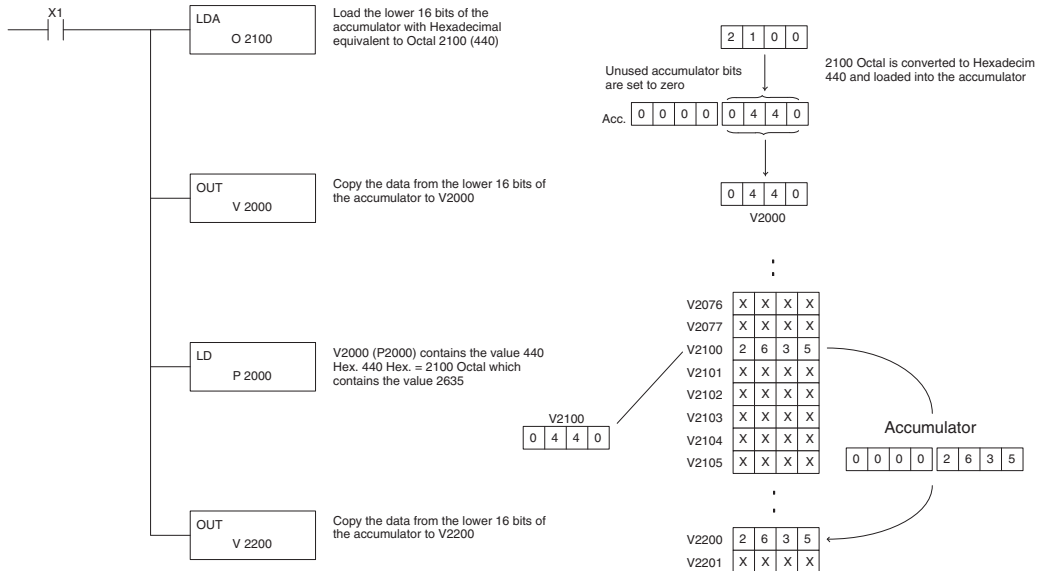 X1
LDA
O 2100
Load the lower 16 bits of the
accumulator with Hexadecimal
equivalent to Octal 2100 (440)
2 1 0 0
2100 Octal is converted to Hexadecim
440 and loaded into the accumulator
Unused accumulator bits
are set to zero
Acc. 0 0 0 0 0 4 4 0
OUT
V 2000
Copy the data from the lower 16 bits of
the accumulator to V2000
0 4 4 0
V2000
V2076 X X X X
V2077 X X X X
V2100 2 6 3 5
V2101 X X X X
V2102 X X X X
V2103 X X X X
V2104 X X X X
V2105 X X X X
LD
P 2000
V2000 (P2000) contains the value 440
Hex. 440 Hex. = 2100 Octal which
contains the value 2635
V2100
0 4 4 0
Accumulator
0 0 0 0 2 6 3 5
OUT
V 2200
Copy the data from the lower 16 bits of
the accumulator to V2200
V2200 2 6 3 5
V2201 X X X X